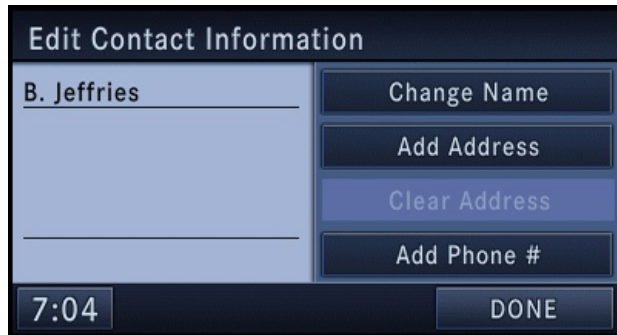 Edit Contact Information
B. Jeffries
Change Name
Add Address
Clear Address
Add Phone #
7:04
DONE